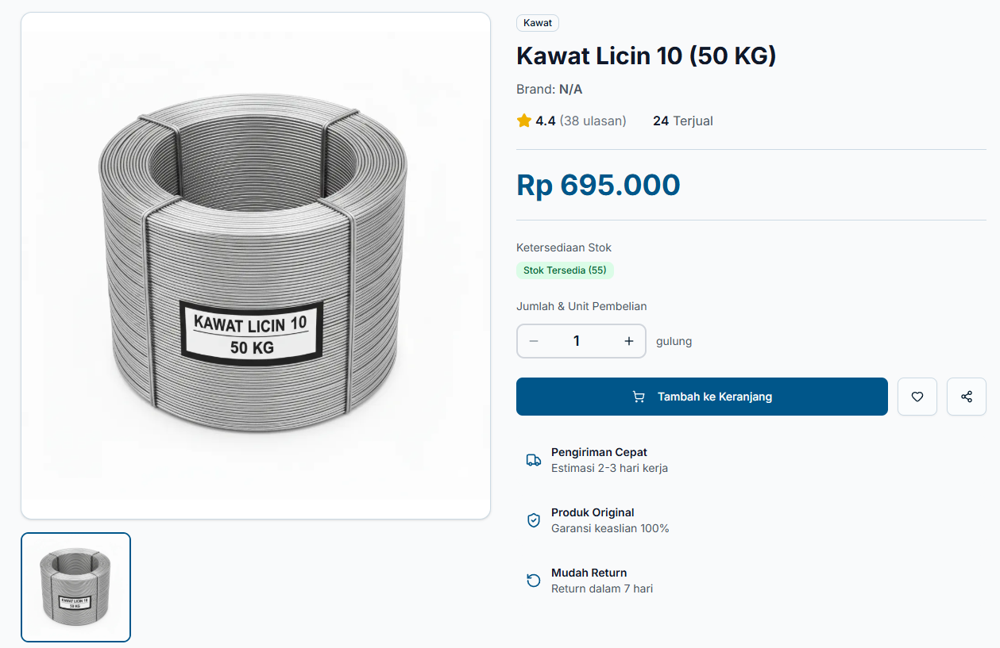 Kawat
Kawat Licin 10 (50 KG)
Brand: N/A
4.4 (38 ulasan) 24 Terjual
Rp 695.000
Ketersediaan Stok
Stok Tersedia (55)
Jumlah & Unit Pembelian
1 gulung
Tambah ke Keranjang
Pengiriman Cepat
Estimasi 2-3 hari kerja
Produk Original
Garansi keaslian 100%
Mudah Return
Return dalam 7 hari
KAWAT LICIN 10
50 KG
KAWAT LICIN 10
50 KG